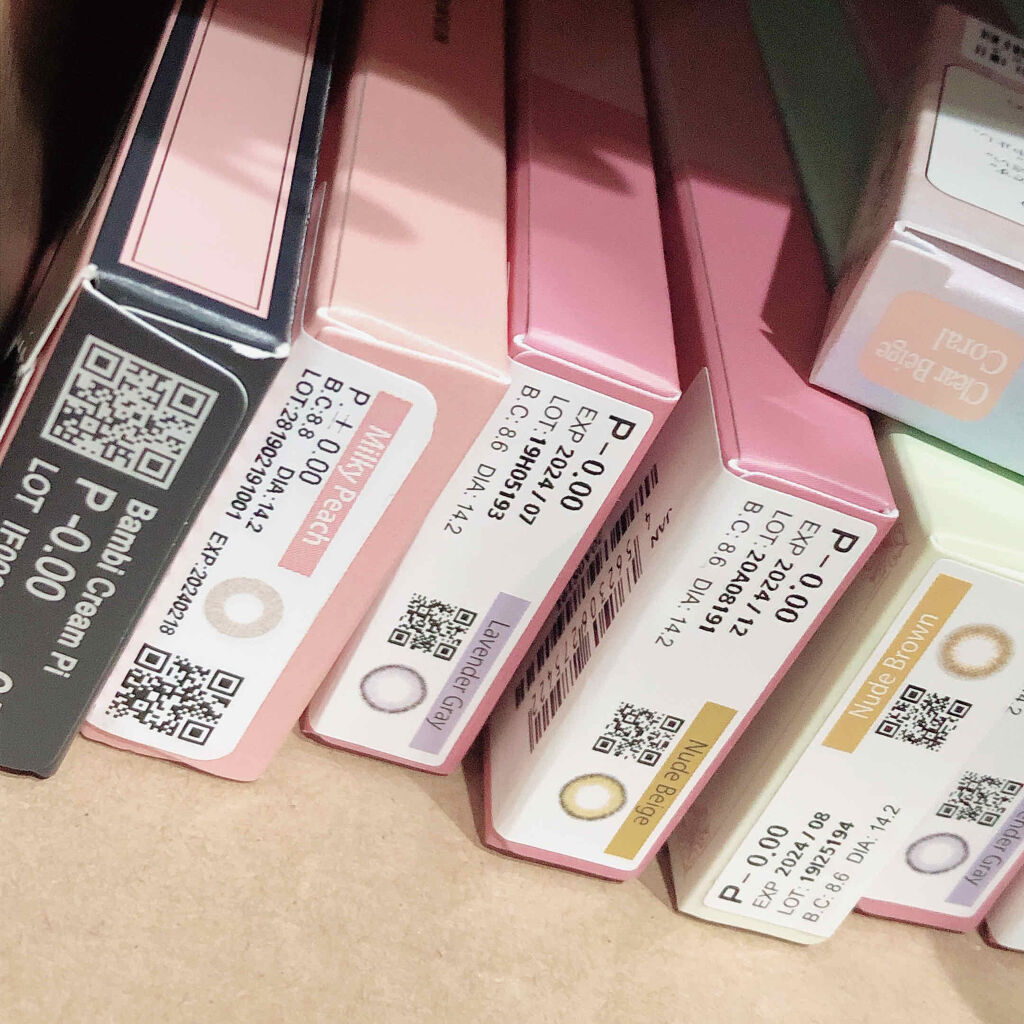 Bambi Cream Pi
P -0.00
Milky Peach
P. ± 0.00
B.C:8.8 DIA:14.2
LOT:2819021 91001
EXP:20240218
P-0.00
EXP 2024/07
LOT:19H05193
B.C:8.6 DIA:14.2
Lavender Gray
JAN
P-0.00
EXP 2024/12
LOT:20A08191
B.C:8.6 DIA:14.2
Nude Beige
Nude Brown
P-0.00
EXP 2024/08
LOT:19I25194
B.C:8.6 DIA:14.2
Clear Beige
Coral